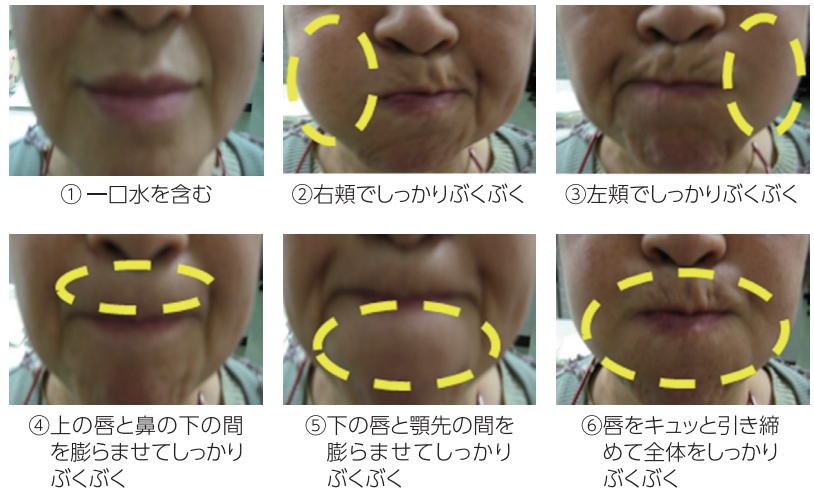 ①一口水を含む
②右頬でしっかりぶくぶく
③左頬でしっかりぶくぶく
④上の唇と鼻の下の間
を膨らませてしっかり
ぶくぶく
⑤下の唇と顎先の間を
膨らませてしっかり
ぶくぶく
⑥唇をキュッと引き締
めて全体をしっかり
ぶくぶく